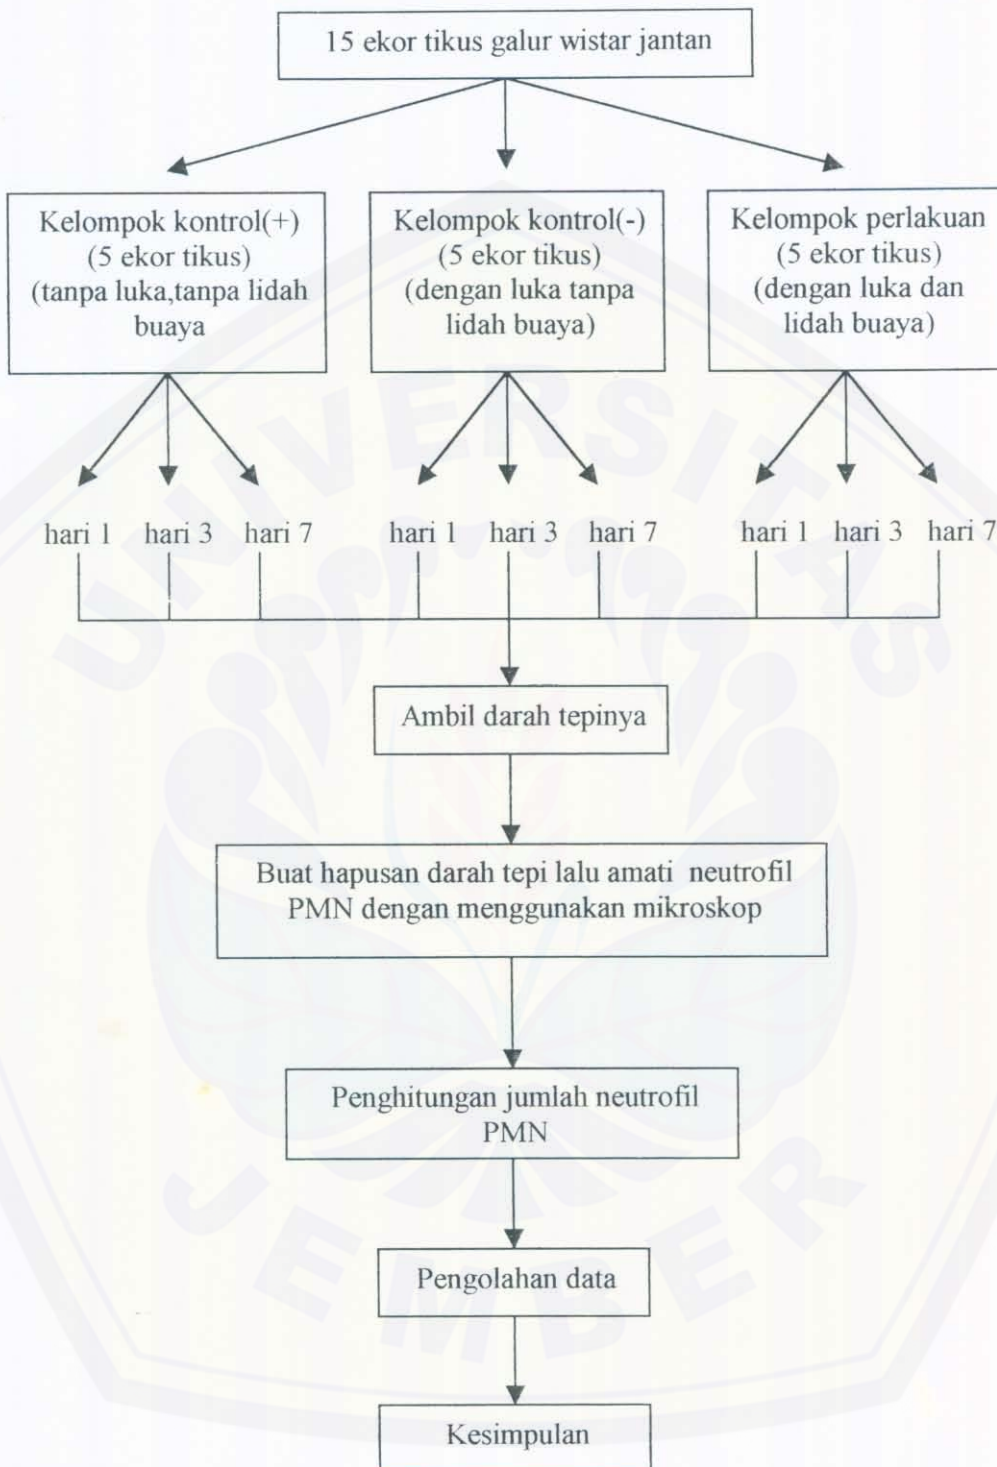 15 ekor tikus galur wistar jantan
Kelompok kontrol(+)
(5 ekor tikus)
(tanpa luka,tanpa lidah
buaya
Kelompok kontrol(-)
(5 ekor tikus)
(dengan luka tanpa
lidah buaya)
Kelompok perlakuan
(5 ekor tikus)
(dengan luka dan
lidah buaya)
hari 1 hari 3 hari 7
hari 1 hari 3 hari 7
hari 1 hari 3 hari 7
Ambil darah tepinya
Buat hapusan darah tepi lalu amati neutrofil
PMN dengan menggunakan mikroskop
Penghitungan jumlah neutrofil
PMN
Pengolahan data
Kesimpulan
UNIVERSITAS
JEMBER